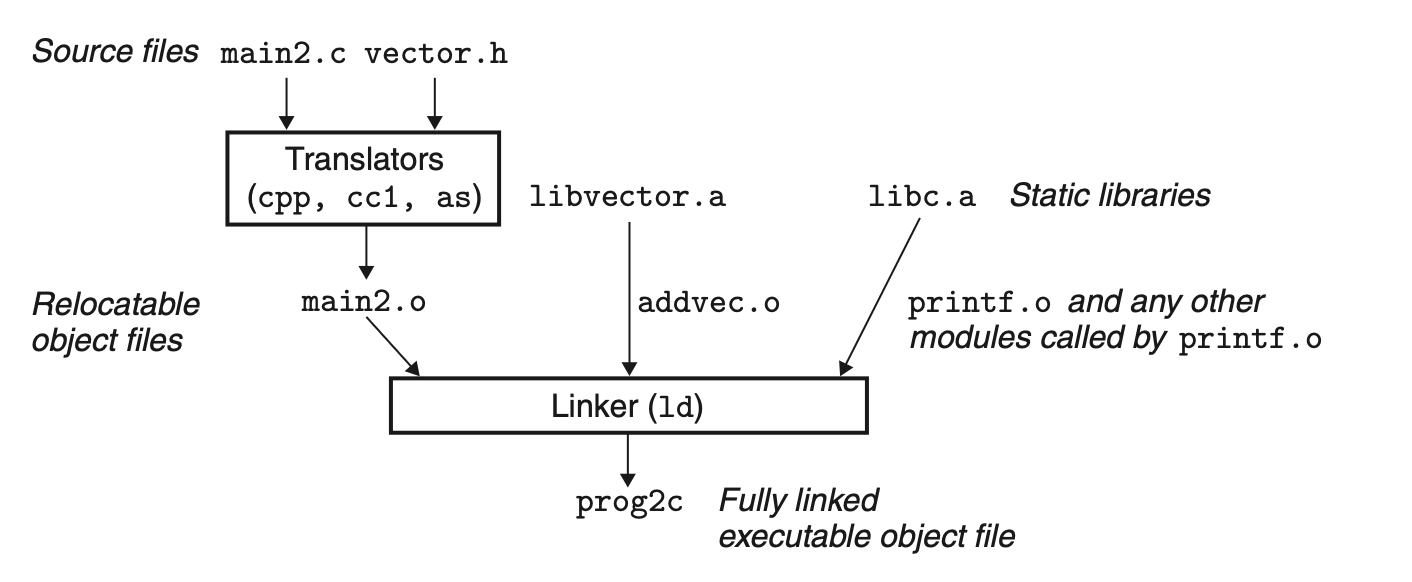 Source files main2.c vector.h
Translators
(cpp, cc1, as)
libvector.a
libc.a Static libraries
Relocatable
object files
main2.o
addvec.o
printf.o and any other
modules called by printf.o
Linker (ld)
prog2c
Fully linked
executable object file